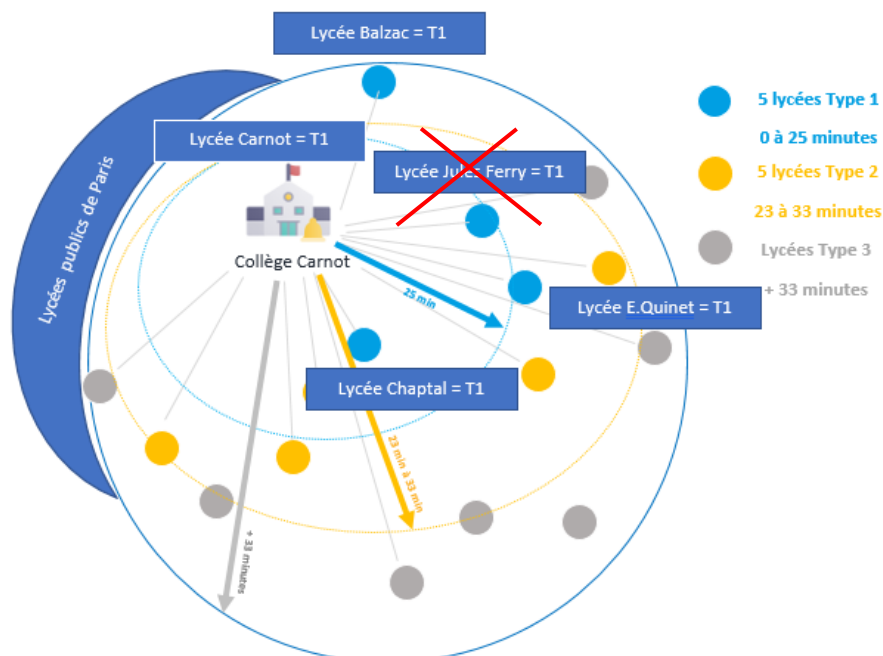 Lycée Balzac = T1
Lycée Carnot = T1
Lycée Jules Ferry = T1
Lycées publics de Paris
Collège Carnot
25 min
Lycée E.Quinet = T1
Lycée Chaptal = T1
23 min à 33 min
+ 33 minutes
5 lycées Type 1
0 à 25 minutes
5 lycées Type 2
23 à 33 minutes
Lycées Type 3
+ 33 minutes